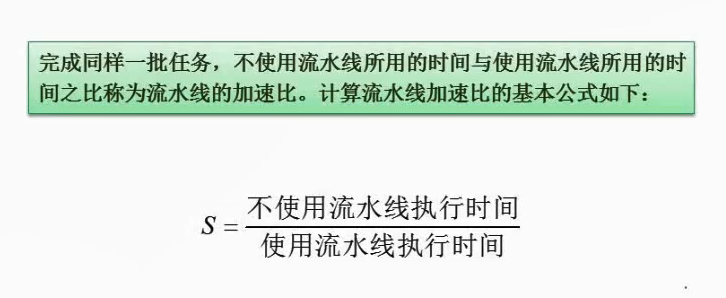 完成同样一批任务，不使用流水线所用的时间与使用流水线所用的时
间之比称为流水线的加速比。计算流水线加速比的基本公式如下：
S = 不使用流水线执行时间
使用流水线执行时间